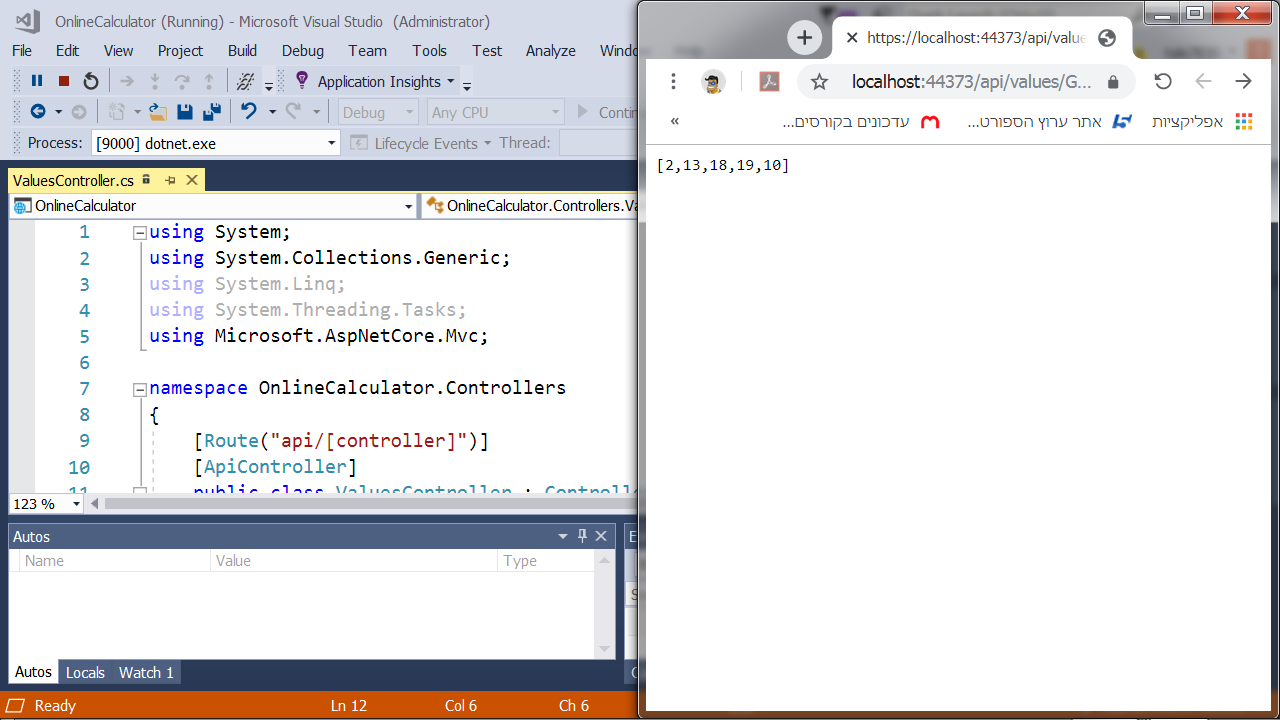 OnlineCalculator (Running) - Microsoft Visual Studio (Administrator)
File Edit View Project Build Debug Team Tools Test Analyze Windo
Application Insights
Debug Any CPU Contin
Process: [9000] dotnet.exe Lifecycle Events Thread:
ValuesController.cs
OnlineCalculator OnlineCalculator.Controllers.Va
1 using System;
2 using System.Collections.Generic;
3 using System.Linq;
4 using System.Threading.Tasks;
5 using Microsoft.AspNetCore.Mvc;
6
7 namespace OnlineCalculator.Controllers
8 {
9 [Route("api/[controller]")]
10 [ApiController]
11 public class ValuesController : Controlle
123 %
Autos
Name Value Type
Autos Locals Watch 1
Ready Ln 12 Col 6 Ch 6
https://localhost:44373/api/value
localhost:44373/api/values/G...
אפליקציות אתר ערוץ הספורט... עדכונים בקורסים... »
[2,13,18,19,10]